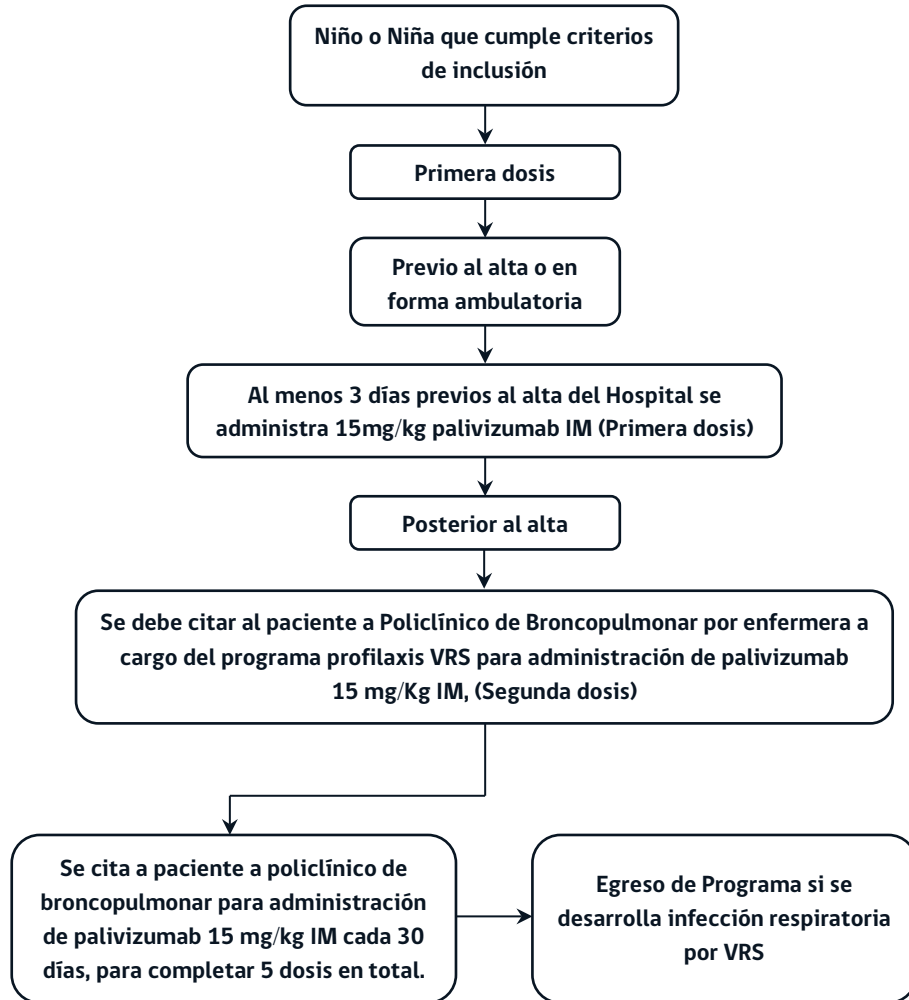 Niño o Niña que cumple criterios
de inclusión
Primera dosis
Previo al alta o en
forma ambulatoria
Al menos 3 días previos al alta del Hospital se
administra 15mg/kg palivizumab IM (Primera dosis)
Posterior al alta
Se debe citar al paciente a Policlínico de Broncopulmonar por enfermera a
cargo del programa profilaxis VRS para administración de palivizumab
15 mg/Kg IM, (Segunda dosis)
Se cita a paciente a policlínico de
broncopulmonar para administración
de palivizumab 15 mg/kg IM cada 30
días, para completar 5 dosis en total.
Egreso de Programa si se
desarrolla infección respiratoria
por VRS